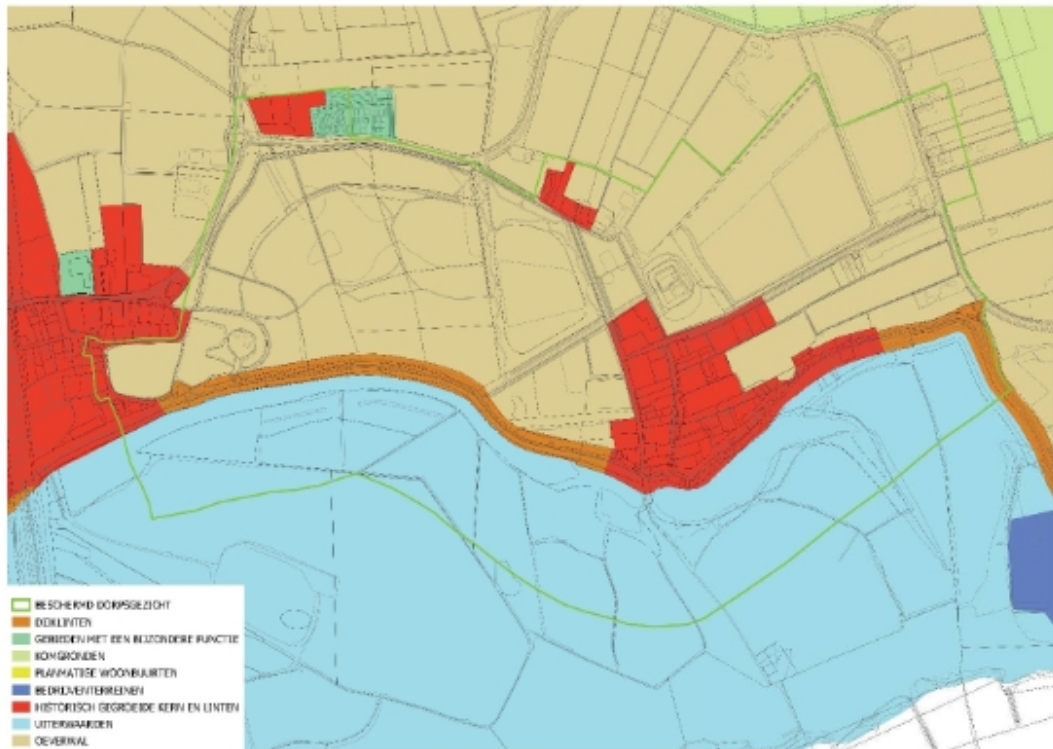 BESCHERMD DORPSGEZICHT
DIJKLINTEN
GEBIEDEN MET EEN BIJZONDERE FUNCTIE
KOMGRONDEN
PLANMATIGE WOONBUURTEN
BEDRIJVENTERREINEN
HISTORISCH GEGROEIDE KERN EN LINTEN
UITERWAARDEN
OEVERWAL